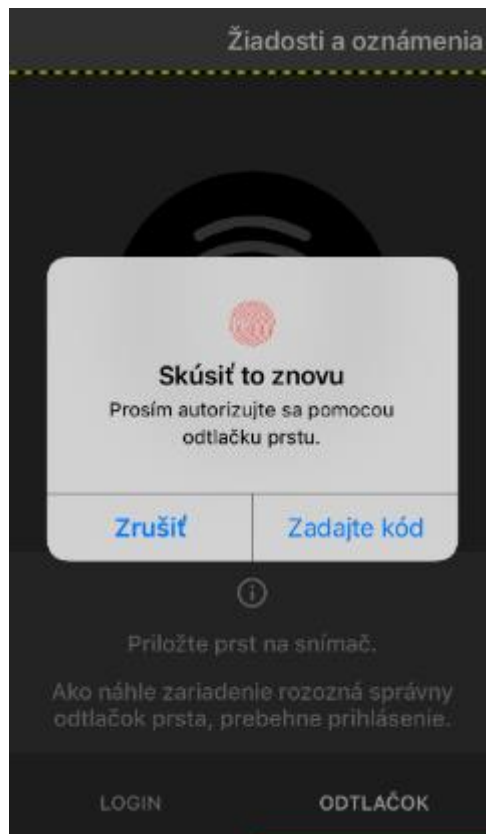 Žiadosti a oznámenia
Skúsiť to znovu
Prosím autorizujte sa pomocou
odtlačku prstu.
Zrušiť
Zadajte kód
Priložte prst na snímač.
Ako náhle zariadenie rozozná správny
odtlačok prsta, prebehne prihlásenie.
LOGIN
ODTLAČOK